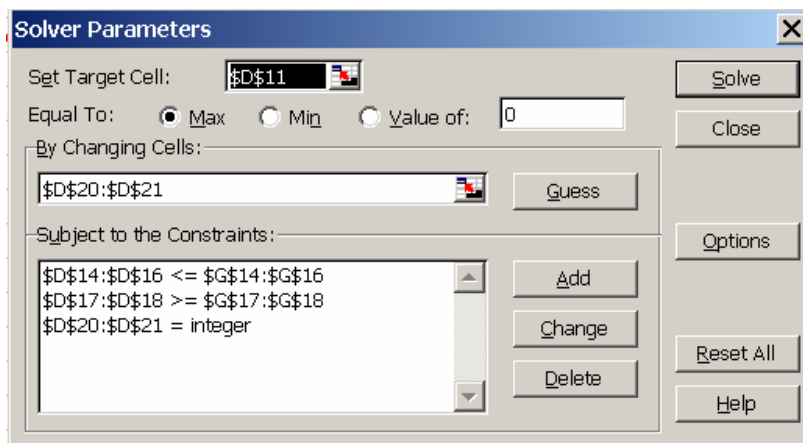 Solver Parameters
Set Target Cell: $D$11 Solve
Equal To: Max Min Value of: 0 Close
By Changing Cells:
$D$20:$D$21 Guess
Subject to the Constraints: Options
$D$14:$D$16 <= $G$14:$G$16 Add
$D$17:$D$18 >= $G$17:$G$18
$D$20:$D$21 = integer Change
Reset All
Delete
Help